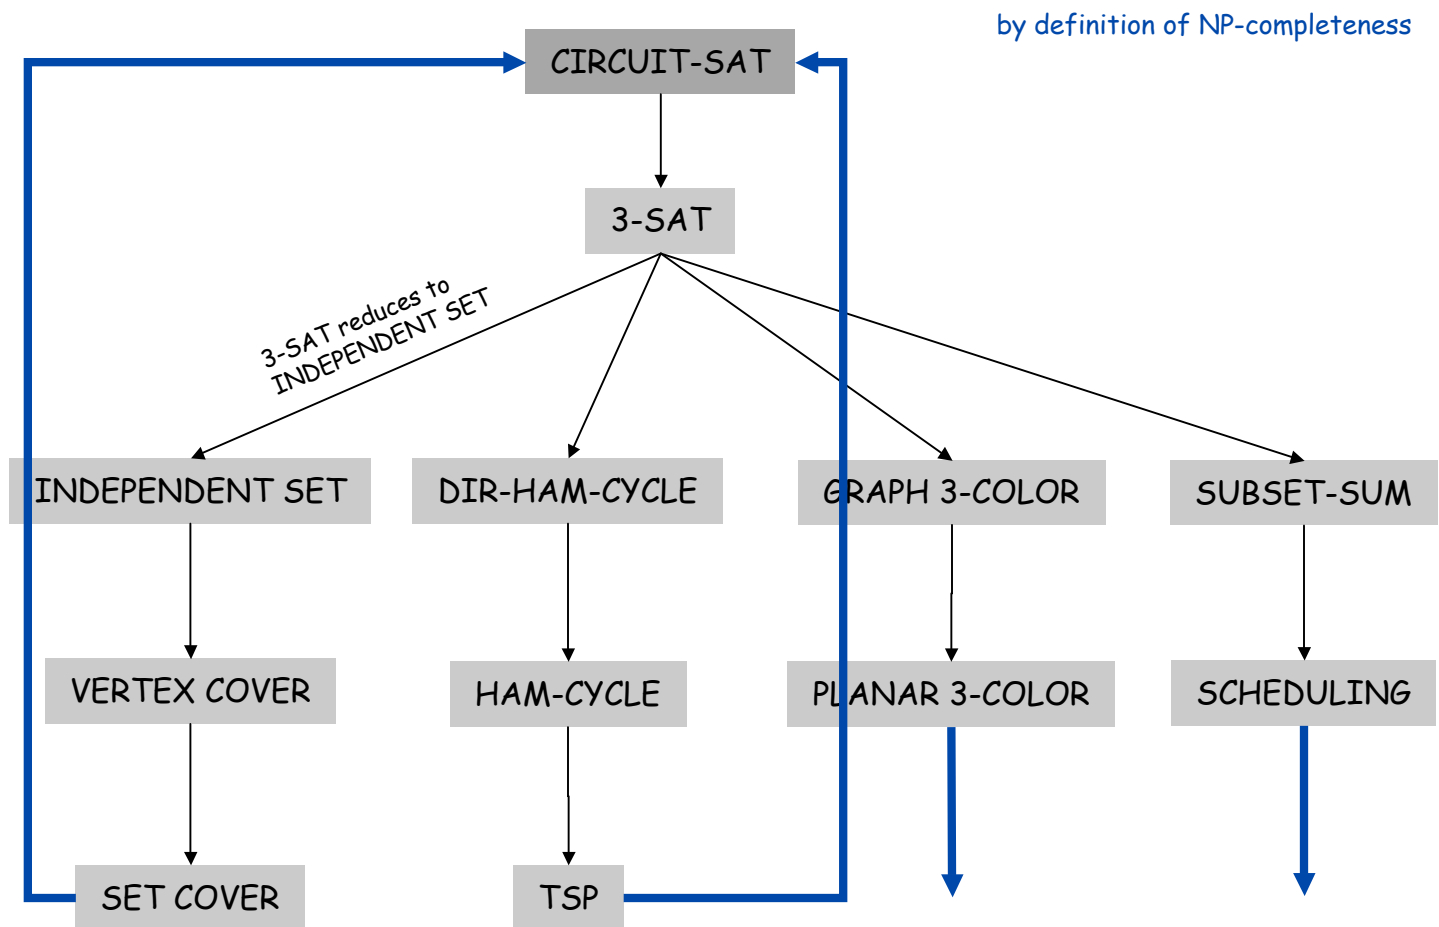 by definition of NP-completeness
CIRCUIT-SAT
3-SAT
3-SAT reduces to
INDEPENDENT SET
INDEPENDENT SET
DIR-HAM-CYCLE
GRAPH 3-COLOR
SUBSET-SUM
VERTEX COVER
HAM-CYCLE
PLANAR 3-COLOR
SCHEDULING
SET COVER
TSP